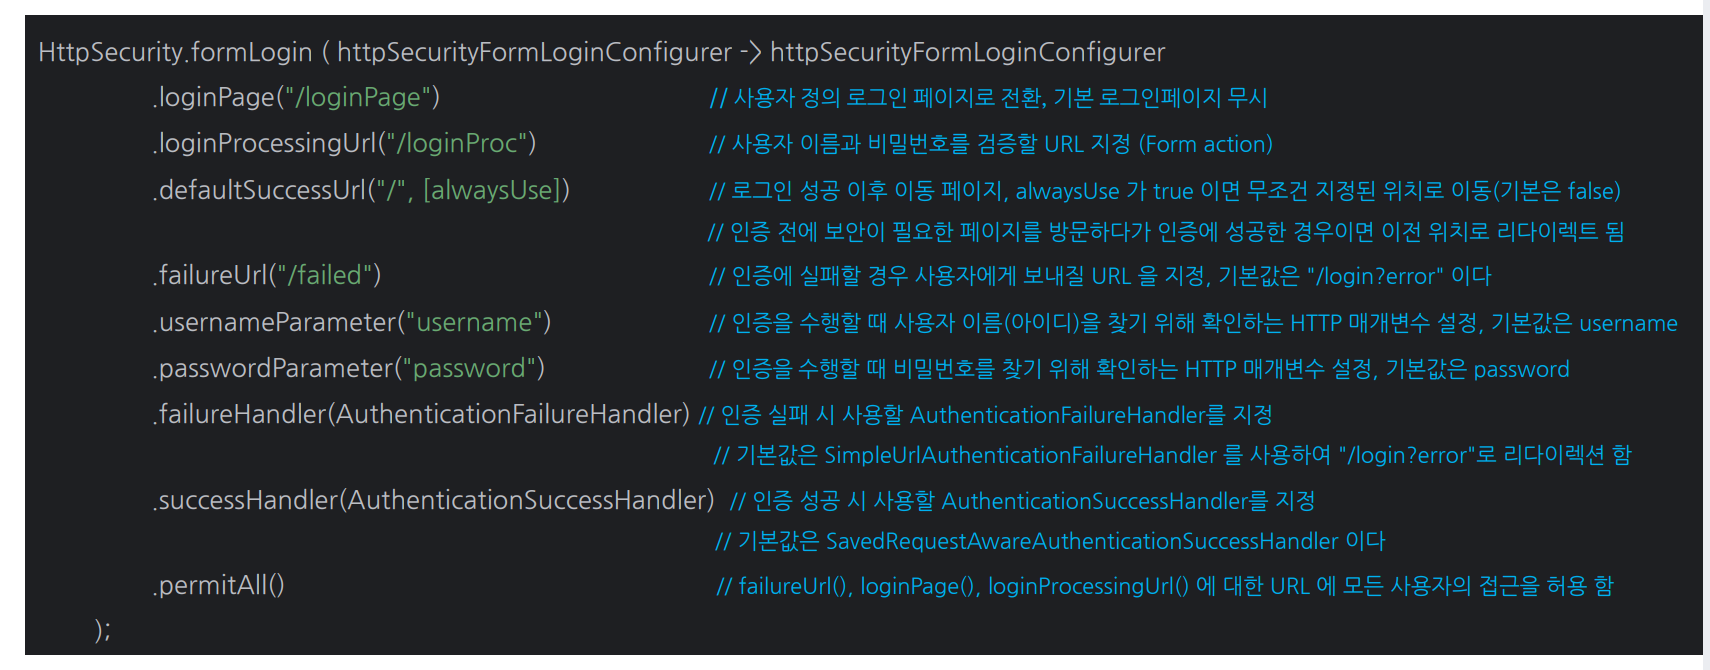 HttpSecurity.formLogin ( httpSecurityFormLoginConfigurer -> httpSecurityFormLoginConfigurer
.loginPage("/loginPage") // 사용자 정의 로그인 페이지로 전환, 기본 로그인페이지 무시
.loginProcessingUrl("/loginProc") // 사용자 이름과 비밀번호를 검증할 URL 지정 (Form action)
.defaultSuccessUrl("/", [alwaysUse]) // 로그인 성공 이후 이동 페이지, alwaysUse 가 true 이면 무조건 지정된 위치로 이동(기본은 false)
// 인증 전에 보안이 필요한 페이지를 방문하다가 인증에 성공한 경우이면 이전 위치로 리다이렉트 됨
.failureUrl("/failed") // 인증에 실패할 경우 사용자에게 보내질 URL 을 지정, 기본값은 "/login?error" 이다
.usernameParameter("username") // 인증을 수행할 때 사용자 이름(아이디)을 찾기 위해 확인하는 HTTP 매개변수 설정, 기본값은 username
.passwordParameter("password") // 인증을 수행할 때 비밀번호를 찾기 위해 확인하는 HTTP 매개변수 설정, 기본값은 password
.failureHandler(AuthenticationFailureHandler) // 인증 실패 시 사용할 AuthenticationFailureHandler를 지정
// 기본값은 SimpleUrlAuthenticationFailureHandler 를 사용하여 "/login?error"로 리다이렉션 함
.successHandler(AuthenticationSuccessHandler) // 인증 성공 시 사용할 AuthenticationSuccessHandler를 지정
// 기본값은 SavedRequestAwareAuthenticationSuccessHandler 이다
.permitAll() // failureUrl(), loginPage(), loginProcessingUrl() 에 대한 URL 에 모든 사용자의 접근을 허용 함
);